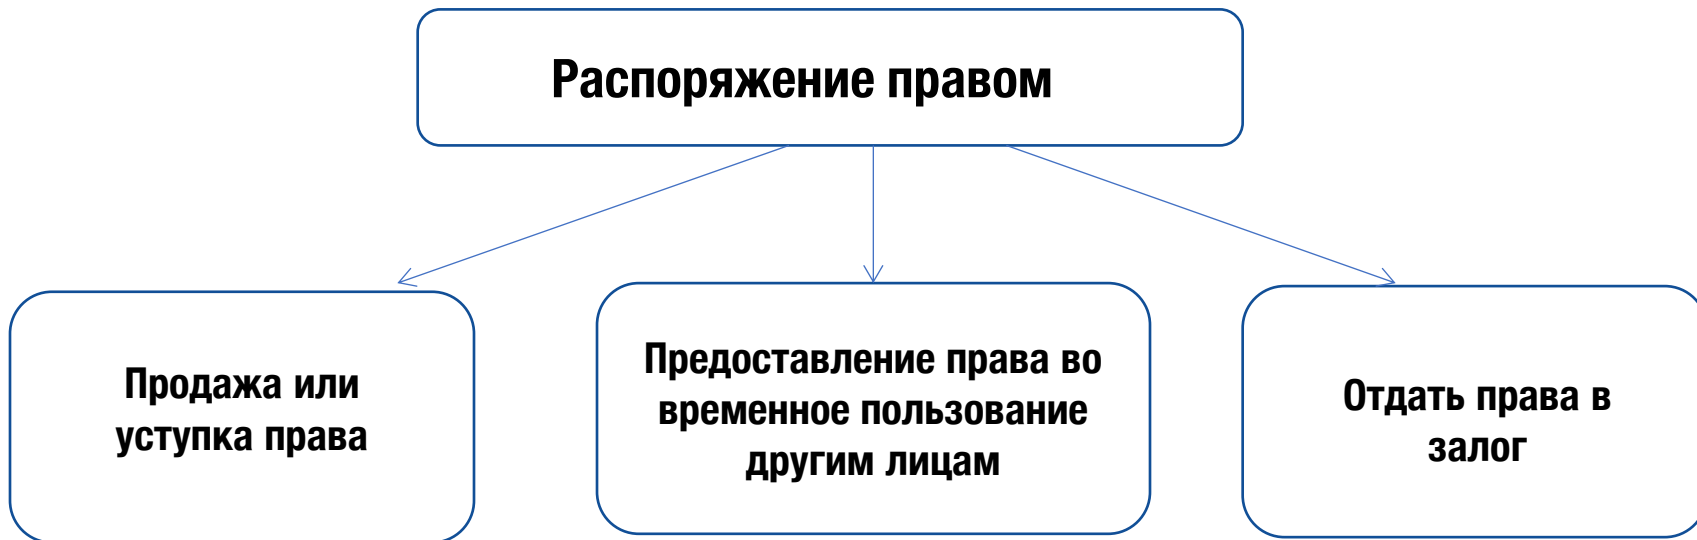 Распоряжение правом
Продажа или
уступка права
Предоставление права во
временное пользование
другим лицам
Отдать права в
залог